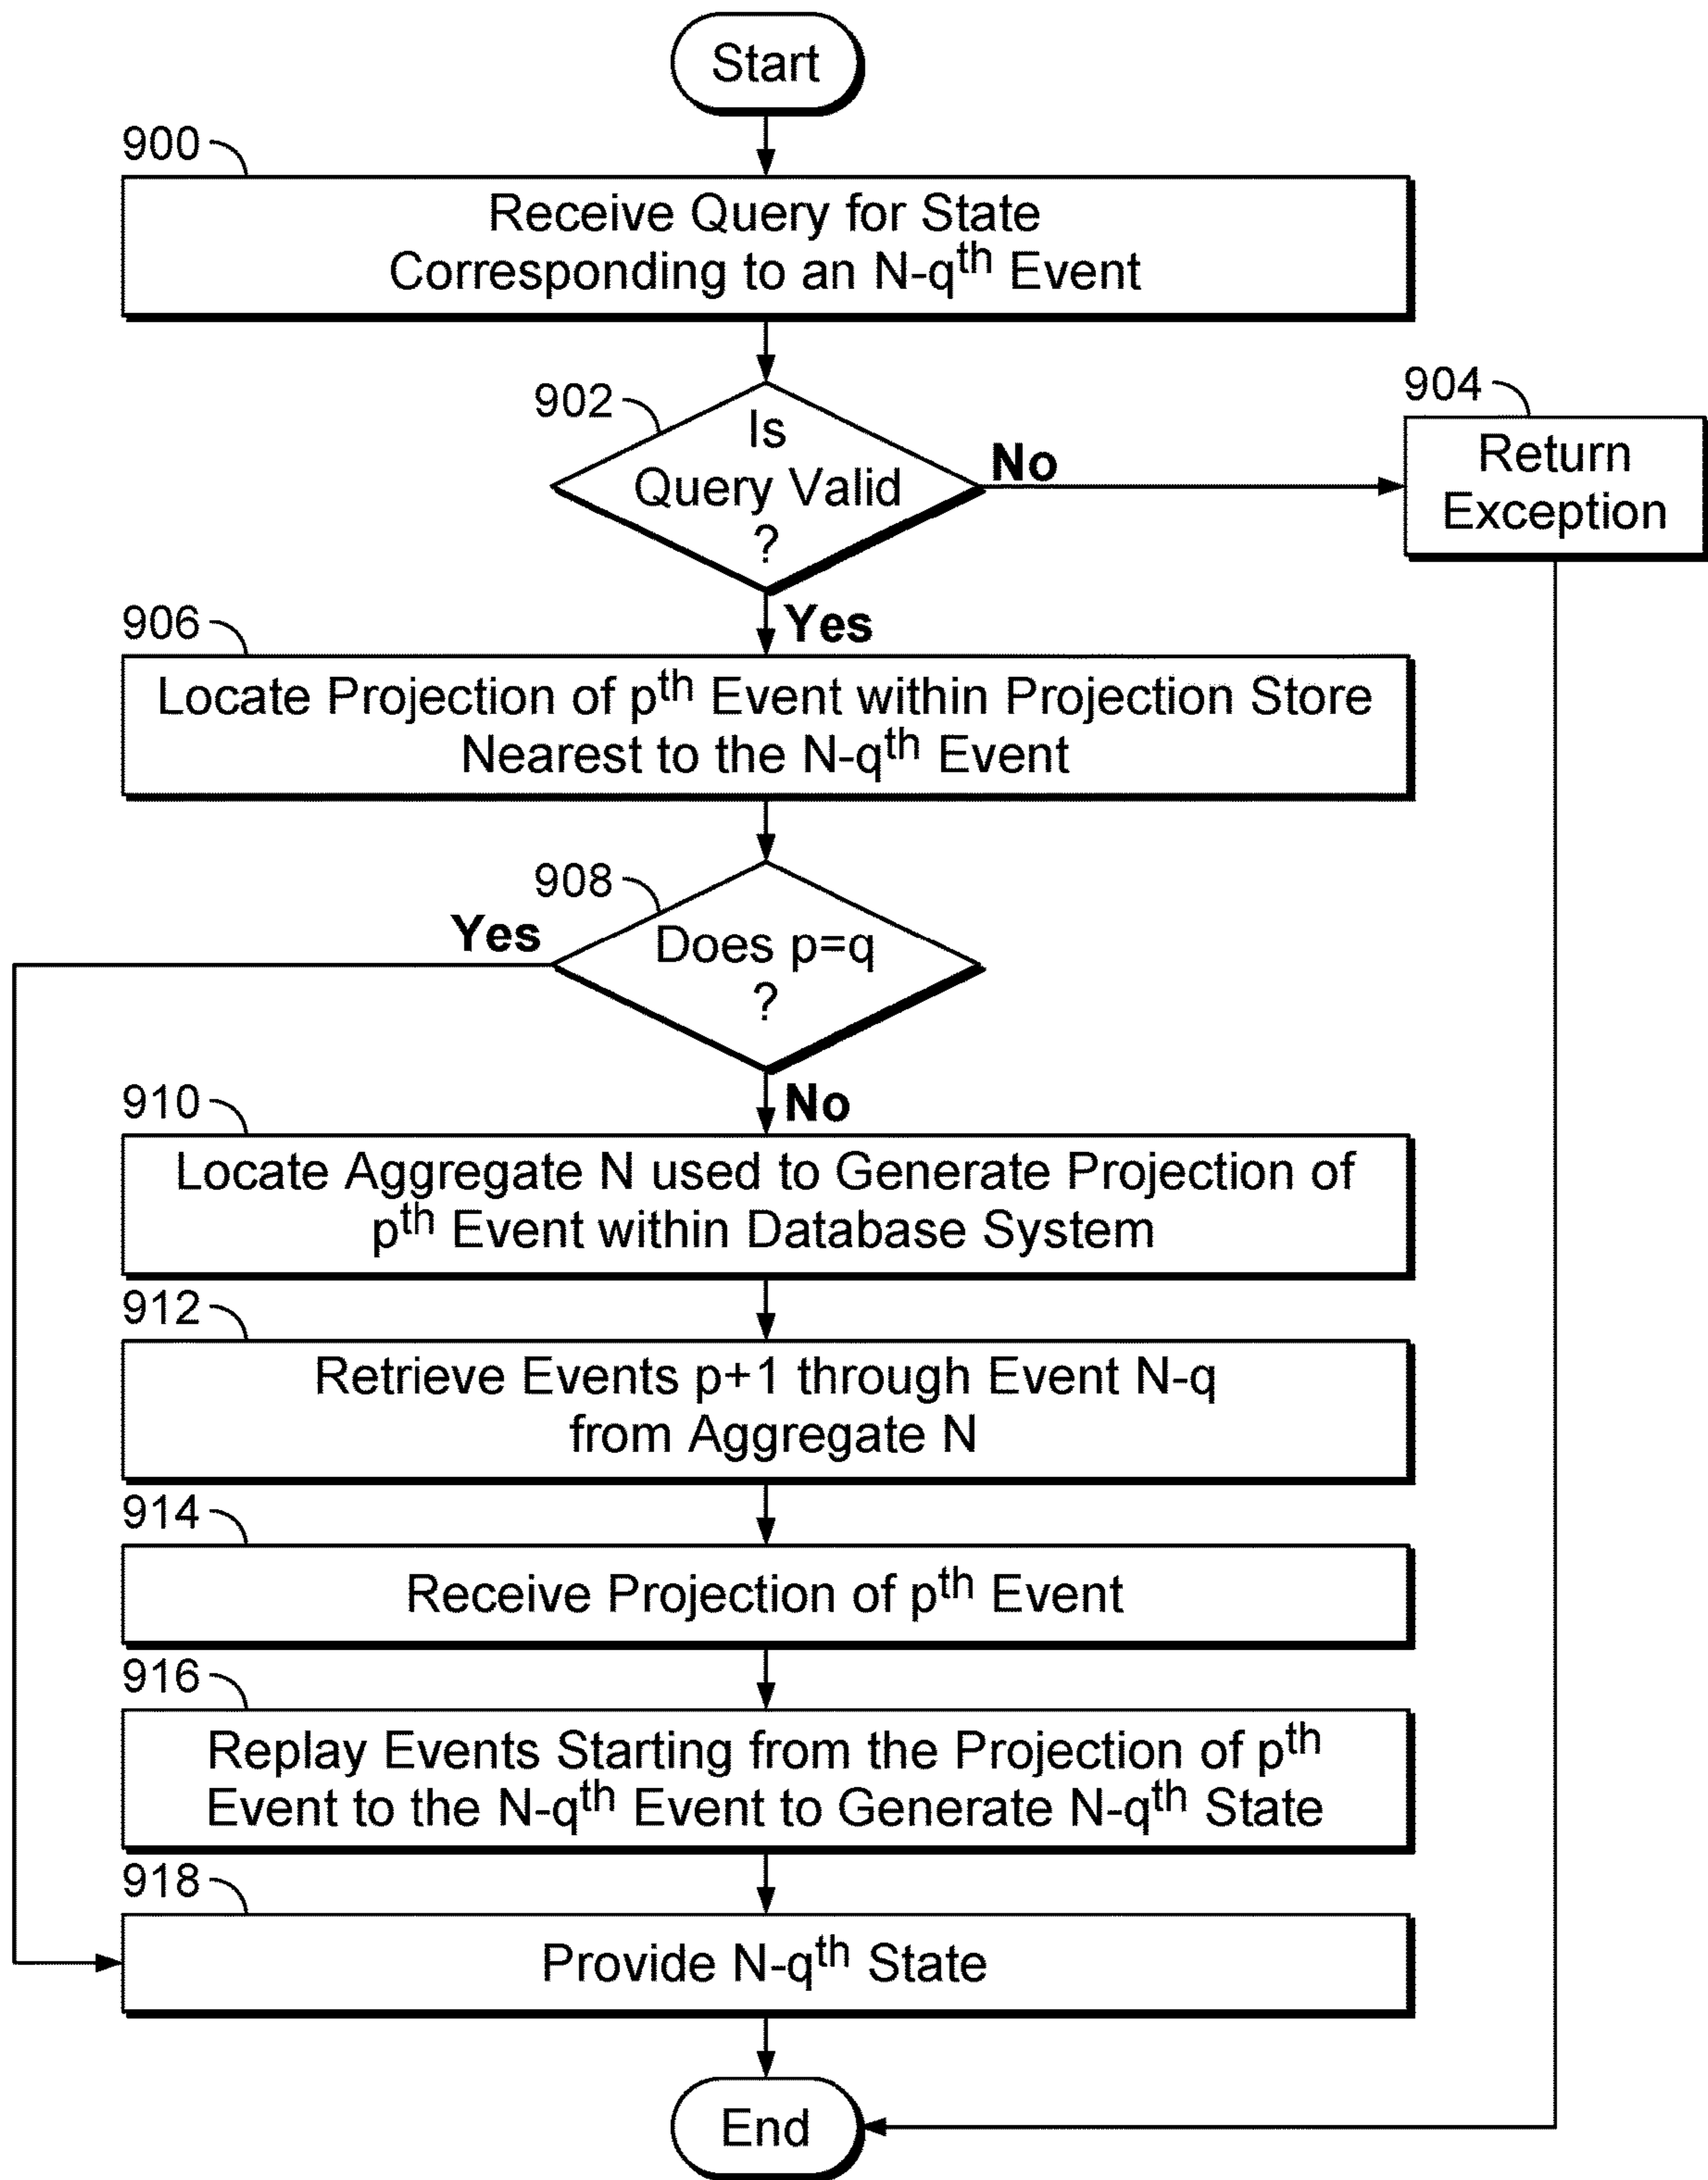 Start
900
Receive Query for State
Corresponding to an N-qth Event
902
Is
Query Valid
?
No
904
Return
Exception
Yes
906
Locate Projection of pth Event within Projection Store
Nearest to the N-qth Event
908
Yes
Does p=q
?
No
910
Locate Aggregate N used to Generate Projection of
pth Event within Database System
912
Retrieve Events p+1 through Event N-q
from Aggregate N
914
Receive Projection of pth Event
916
Replay Events Starting from the Projection of pth
Event to the N-qth Event to Generate N-qth State
918
Provide N-qth State
End